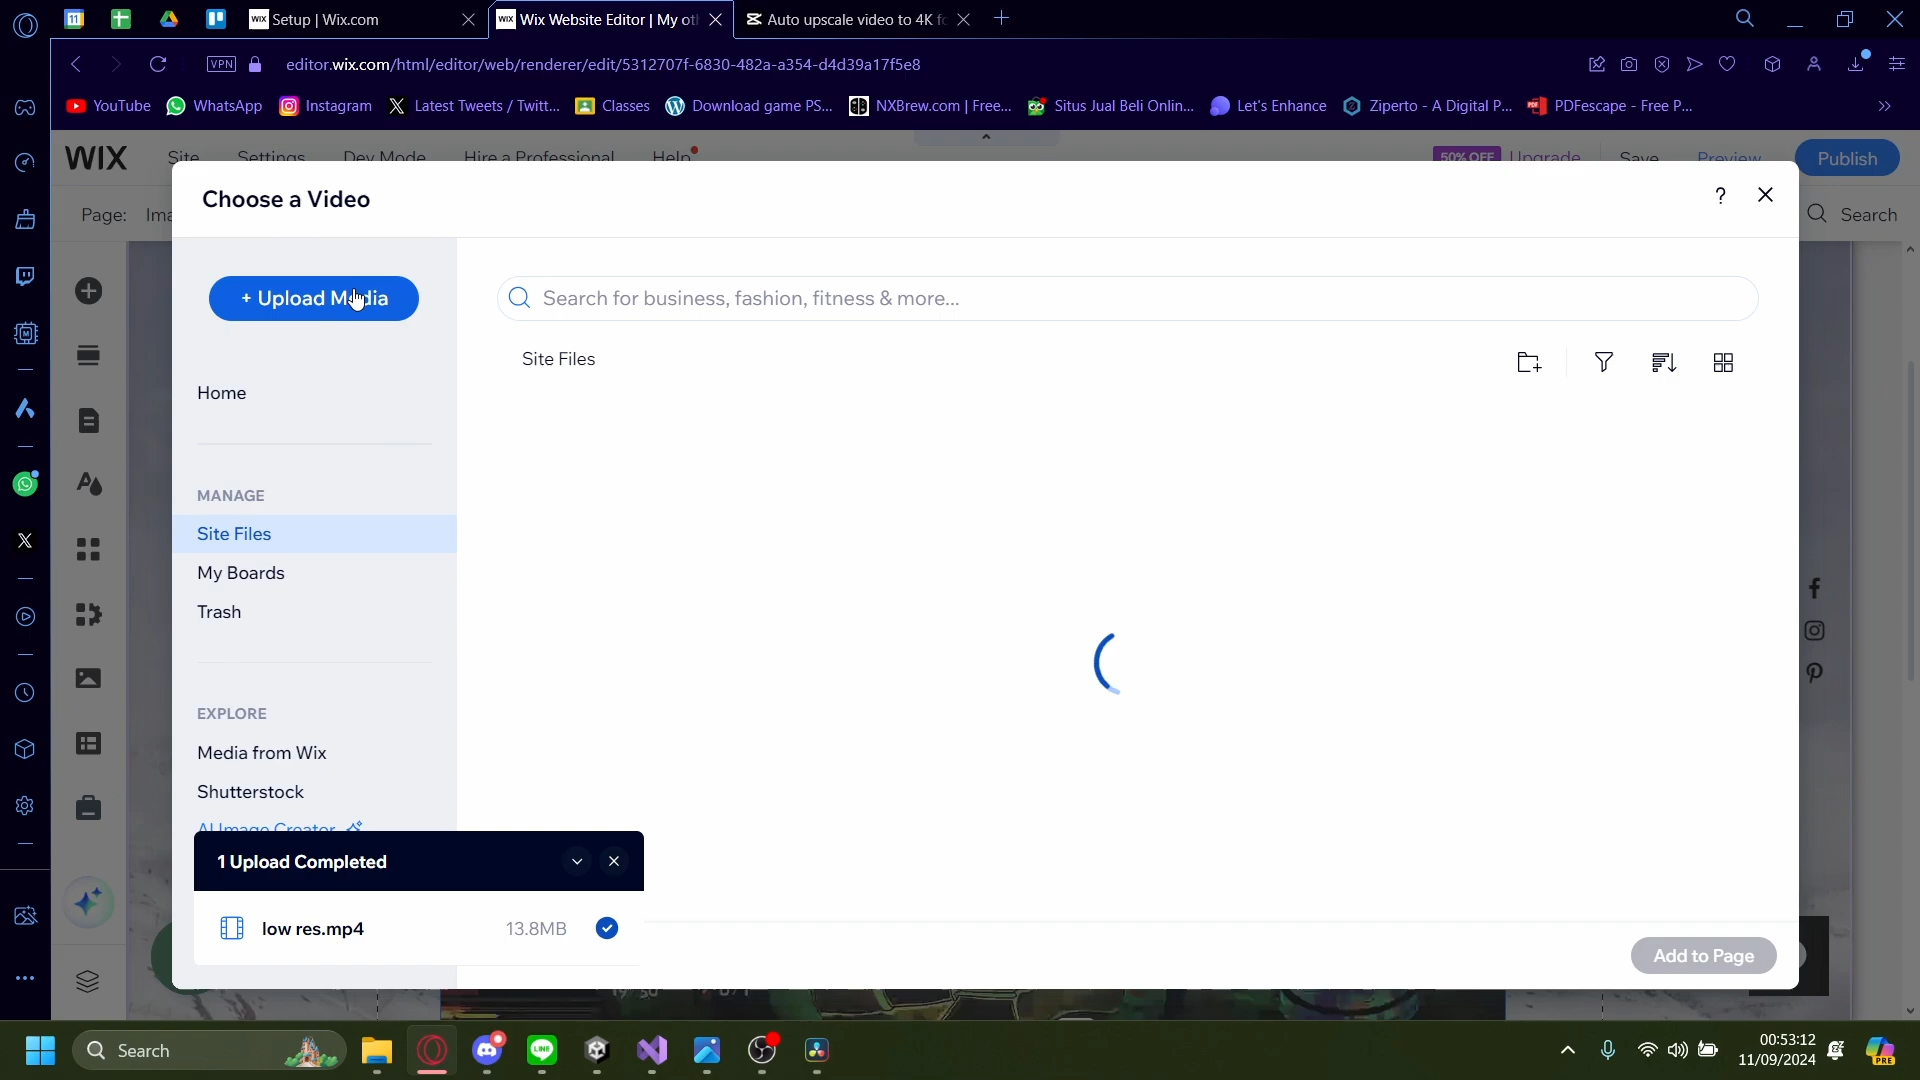 Setup | Wix.com
Wix Website Editor | My ot
Auto upscale video to 4K fo
VPN
editor.wix.com/html/editor/web/renderer/edit/5312707f-6830-482a-a354-d4d39a17f5e8
YouTube
WhatsApp
Instagram
Latest Tweets / Twitt...
Classes
Download game PS...
NXBrew.com | Free...
Situs Jual Beli Onlin...
Let's Enhance
Ziperto - A Digital P...
PDFescape - Free P...
WIX
Site
Settings
Dev Mode
Hire a Professional
Help
50% OFF
Upgrade
Save
Preview
Publish
Page: Ima
Search
Choose a Video
?
+ Upload Media
Search for business, fashion, fitness & more...
Site Files
Home
MANAGE
Site Files
My Boards
Trash
EXPLORE
Media from Wix
Shutterstock
AI Image Creator
1 Upload Completed
low res.mp4
13.8MB
Add to Page
Search
00:53:12
11/09/2024